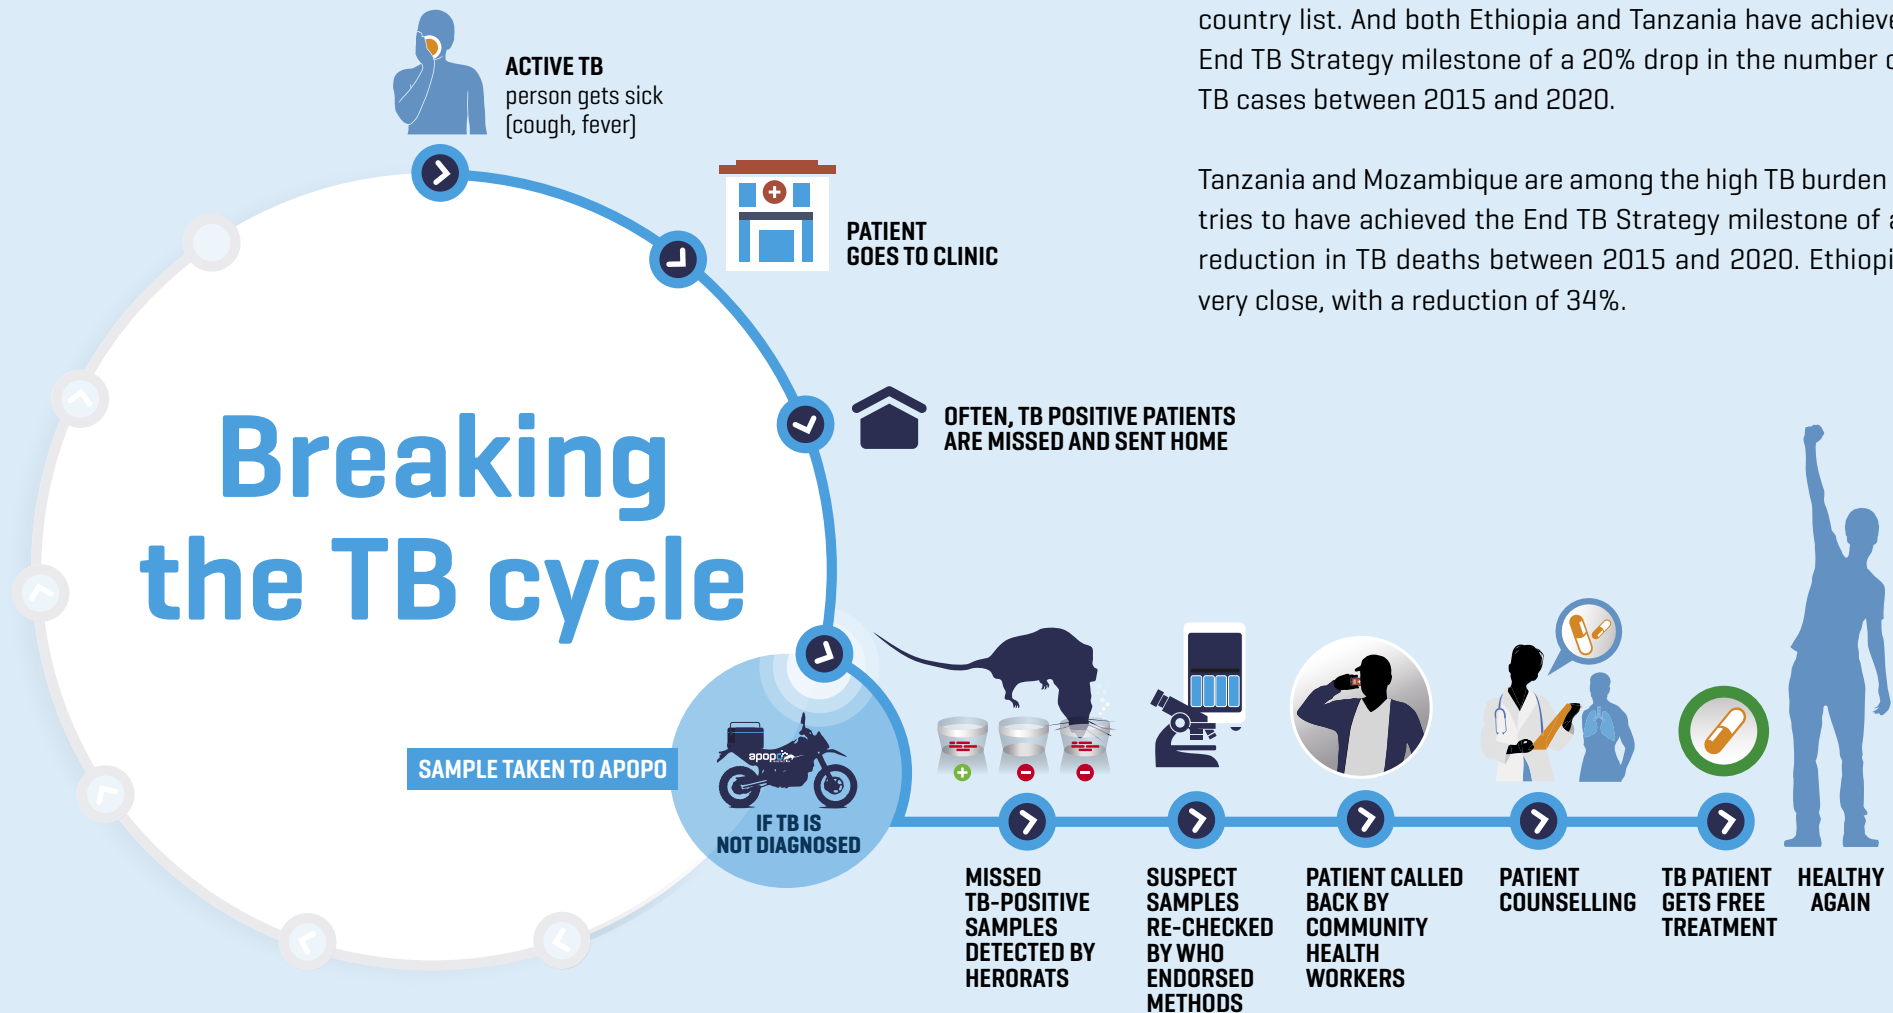 country list. And both Ethiopia and Tanzania have achieve
End TB Strategy milestone of a 20% drop in the number
TB cases between 2015 and 2020.
Tanzania and Mozambique are among the high TB burden
tries to have achieved the End TB Strategy milestone of a
reduction in TB deaths between 2015 and 2020. Ethiopi
very close, with a reduction of 34%.
ACTIVE TB
person gets sick
(cough, fever)
PATIENT
GOES TO CLINIC
OFTEN, TB POSITIVE PATIENTS
ARE MISSED AND SENT HOME
Breaking
the TB cycle
SAMPLE TAKEN TO APOPO
apopo
IF TB IS
NOT DIAGNOSED
MISSED
TB-POSITIVE
SAMPLES
DETECTED BY
HERORATS
SUSPECT
SAMPLES
RE-CHECKED
BY WHO
ENDORSED
METHODS
PATIENT CALLED
BACK BY
COMMUNITY
HEALTH
WORKERS
PATIENT
COUNSELLING
TB PATIENT
GETS FREE
TREATMENT
HEALTHY
AGAIN